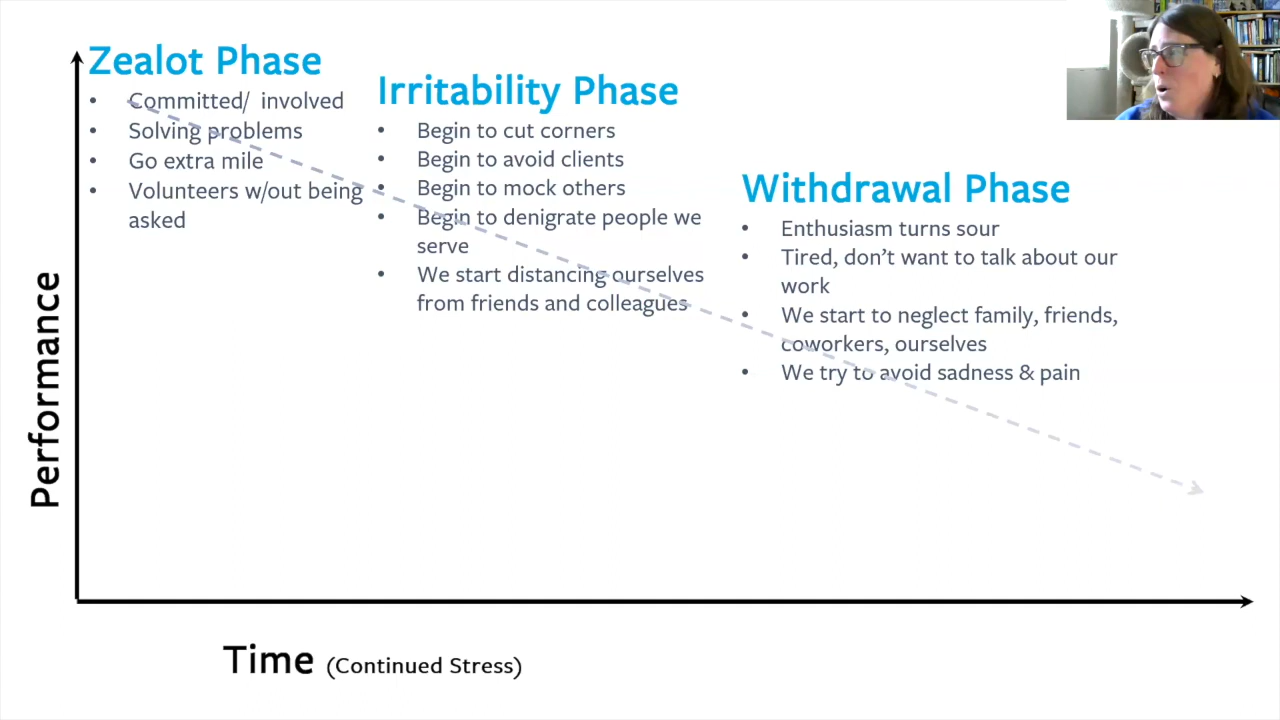 Zealot Phase
• Committed/ involved
• Solving problems
• Go extra mile
• Volunteers w/out being
asked
Irritability Phase
• Begin to cut corners
• Begin to avoid clients
• Begin to mock others
• Begin to denigrate people we
serve
• We start distancing ourselves
from friends and colleagues
Withdrawal Phase
• Enthusiasm turns sour
• Tired, don’t want to talk about our
work
• We start to neglect family, friends,
coworkers, ourselves
• We try to avoid sadness & pain
Performance
Time (Continued Stress)